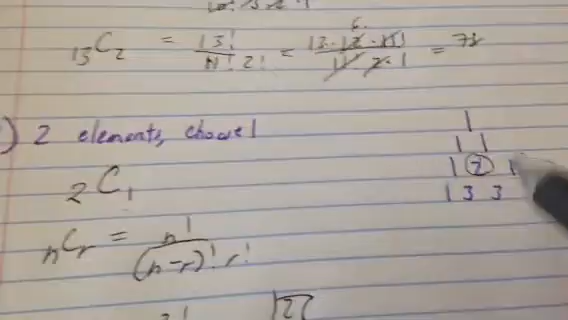 ₁₃C₂ = 13!/11!2! = 13·12·11!/11!·2·1 = 78
) 2 elements, choose 1
1
1 1
1 2 1
1 3 3
₂C₁
ₙCᵣ = n!/(n-r)!r!